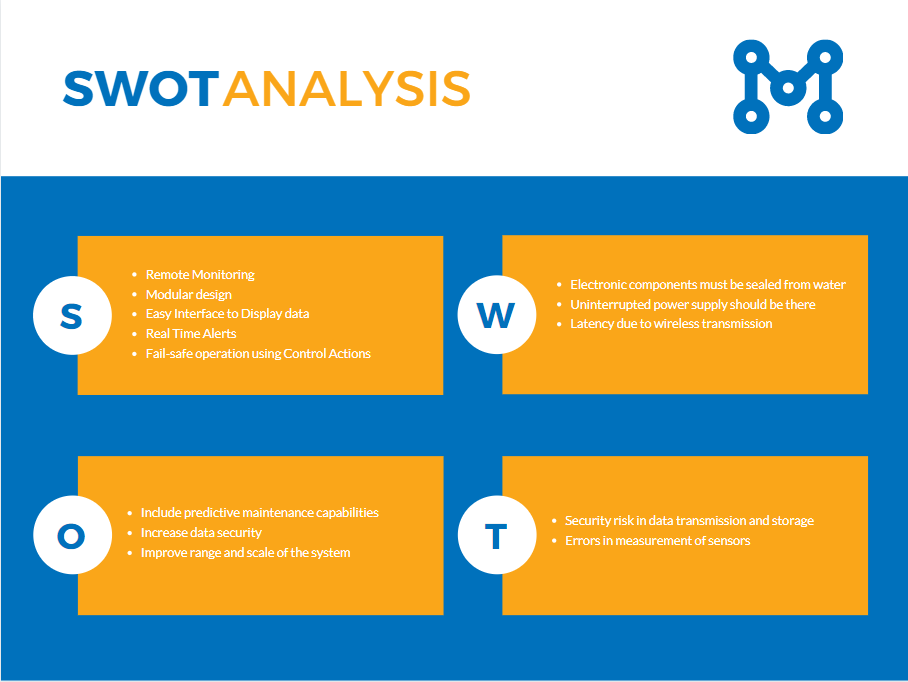 SWOT ANALYSIS
S
• Remote Monitoring
• Modular design
• Easy Interface to Display data
• Real Time Alerts
• Fail-safe operation using Control Actions
W
• Electronic components must be sealed from water
• Uninterrupted power supply should be there
• Latency due to wireless transmission
O
• Include predictive maintenance capabilities
• Increase data security
• Improve range and scale of the system
T
• Security risk in data transmission and storage
• Errors in measurement of sensors